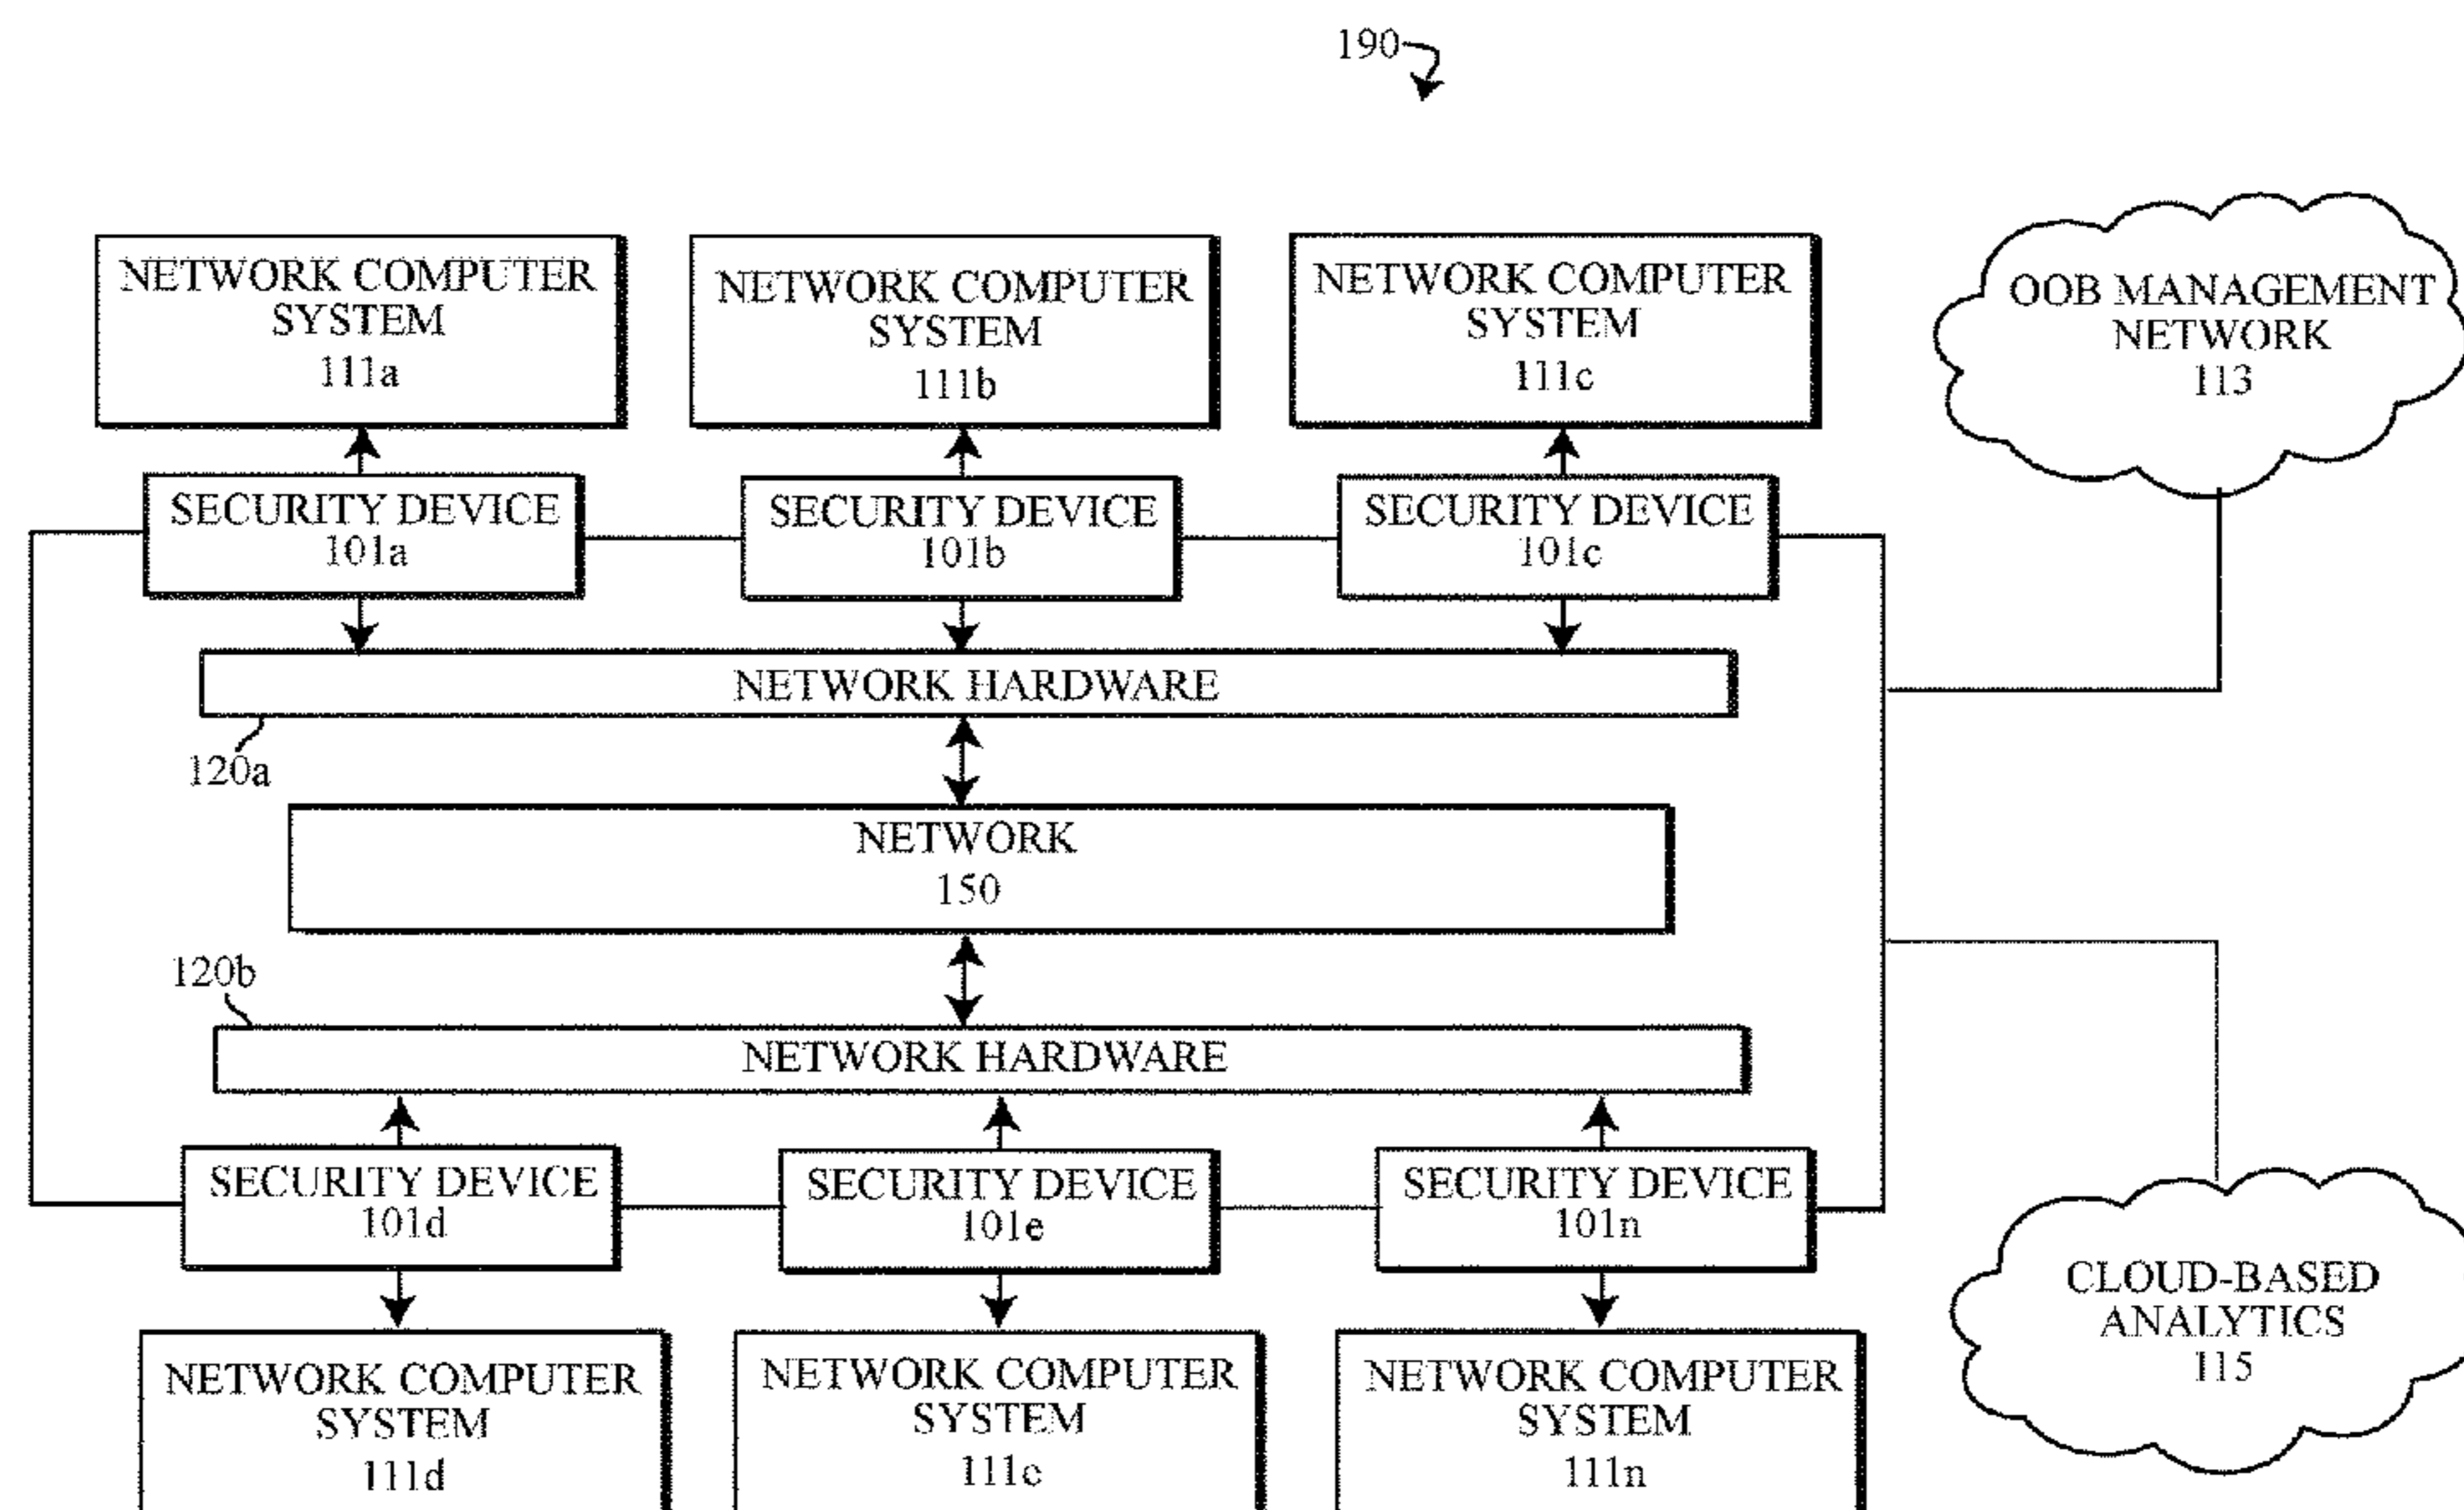 190
NETWORK COMPUTER
SYSTEM
111a
NETWORK COMPUTER
SYSTEM
111b
NETWORK COMPUTER
SYSTEM
111c
OOB MANAGEMENT
NETWORK
113
SECURITY DEVICE
101a
SECURITY DEVICE
101b
SECURITY DEVICE
101c
NETWORK HARDWARE
120a
NETWORK
150
120b
NETWORK HARDWARE
SECURITY DEVICE
101d
SECURITY DEVICE
101e
SECURITY DEVICE
101n
CLOUD-BASED
ANALYTICS
115
NETWORK COMPUTER
SYSTEM
111d
NETWORK COMPUTER
SYSTEM
111e
NETWORK COMPUTER
SYSTEM
111n